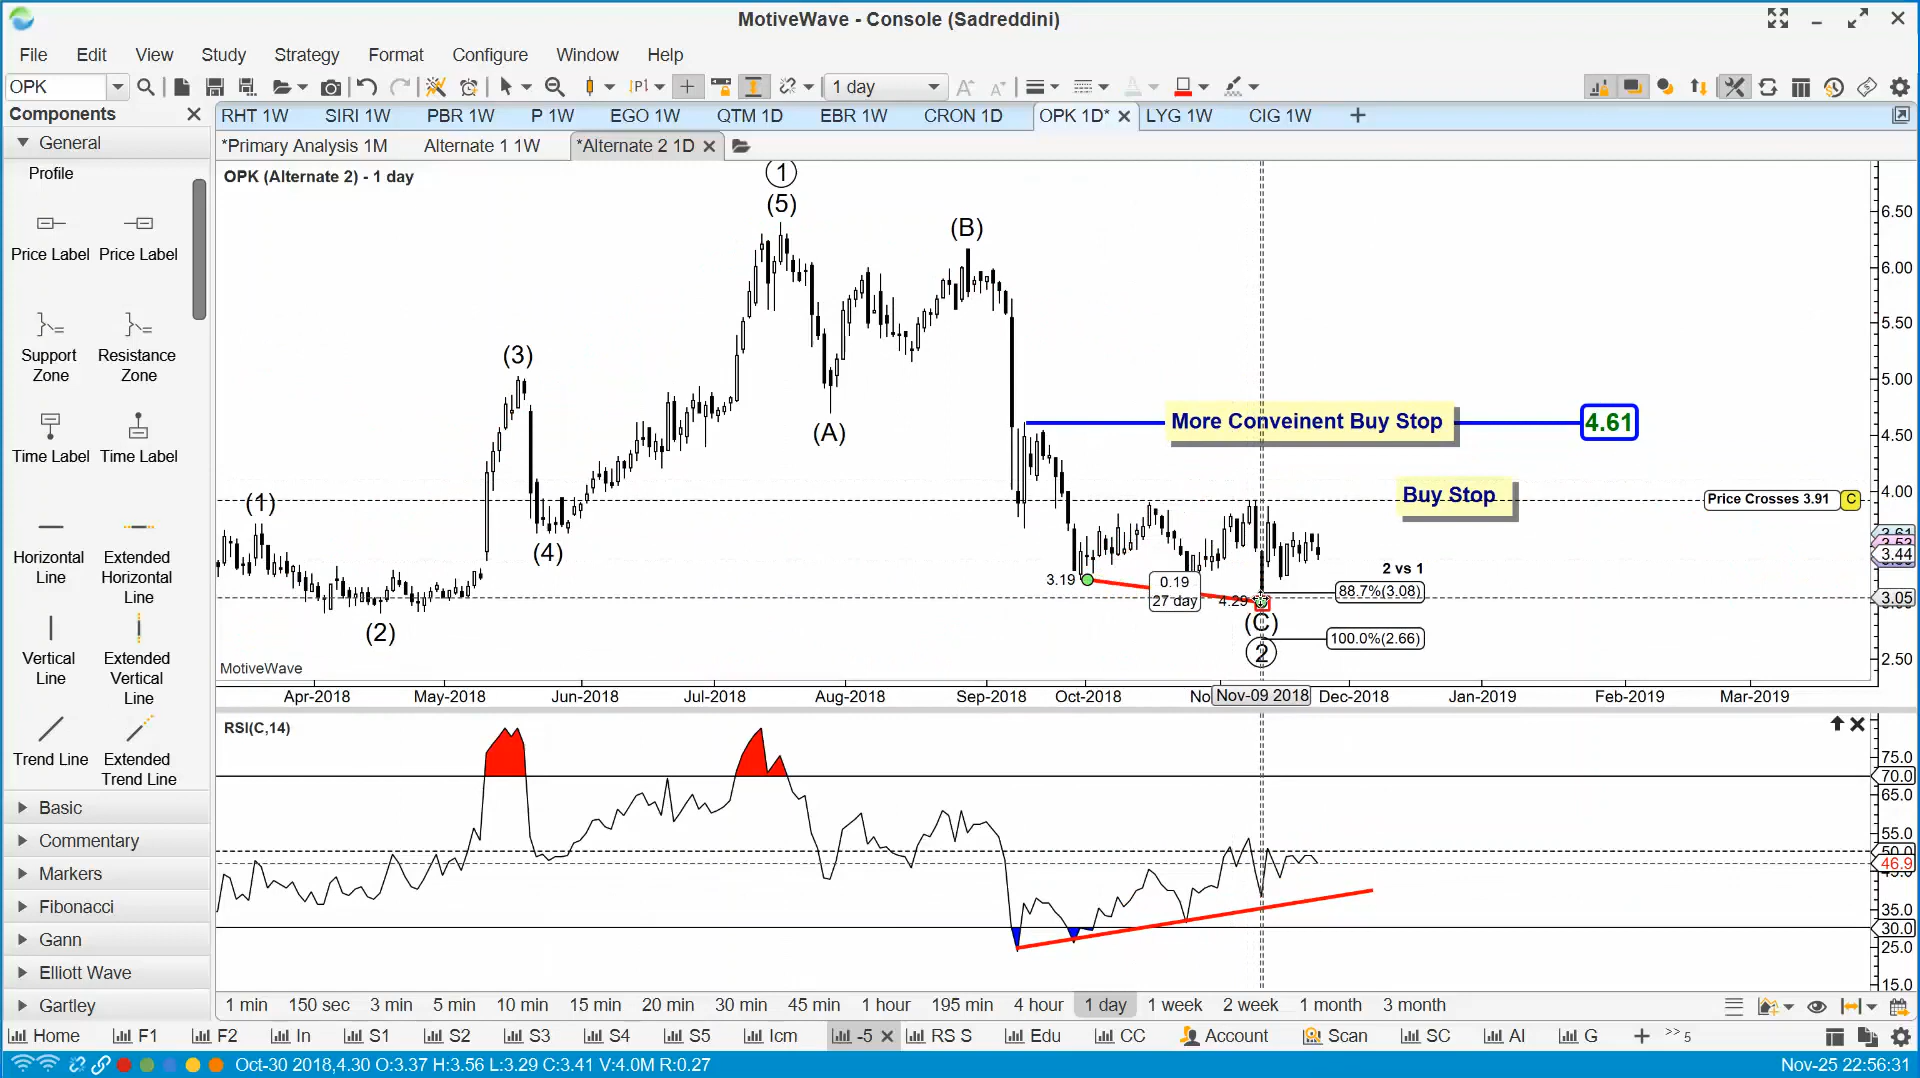 MotiveWave - Console (Sadreddini)
File Edit View Study Strategy Format Configure Window Help
OPK 1 day
Components
RHT 1W SIRI 1W PBR 1W P 1W EGO 1W QTM 1D EBR 1W CRON 1D OPK 1D* LYG 1W CIG 1W
General
*Primary Analysis 1M Alternate 1 1W *Alternate 2 1D
Profile
Price Label Price Label
Support Zone Resistance Zone
Time Label Time Label
Horizontal Line Extended Horizontal Line
Vertical Line Extended Vertical Line
Trend Line Extended Trend Line
Basic
Commentary
Markers
Fibonacci
Gann
Elliott Wave
Gartley
OPK (Alternate 2) - 1 day
1
(5)
(B)
(3)
(A)
(1)
(4)
(2)
More Conveinent Buy Stop 4.61
Buy Stop
Price Crosses 3.91 C
2 vs 1
3.19
0.19
27 day
4.29
88.7%(3.08)
(C)
100.0%(2.66)
2
6.50
6.00
5.50
5.00
4.50
4.00
3.44
3.05
2.50
MotiveWave
Apr-2018 May-2018 Jun-2018 Jul-2018 Aug-2018 Sep-2018 Oct-2018 No Nov-09 2018 Dec-2018 Jan-2019 Feb-2019 Mar-2019
RSI(C,14)
75.0
70.0
65.0
55.0
50.0
46.9
35.0
30.0
25.0
15.0
1 min 150 sec 3 min 5 min 10 min 15 min 20 min 30 min 45 min 1 hour 195 min 4 hour 1 day 1 week 2 week 1 month 3 month
Home F1 F2 In S1 S2 S3 S4 S5 Icm -5 RS S Edu CC Account Scan SC AI G 5
Oct-30 2018,4.30 O:3.37 H:3.56 L:3.29 C:3.41 V:4.0M R:0.27 Nov-25 22:56:31